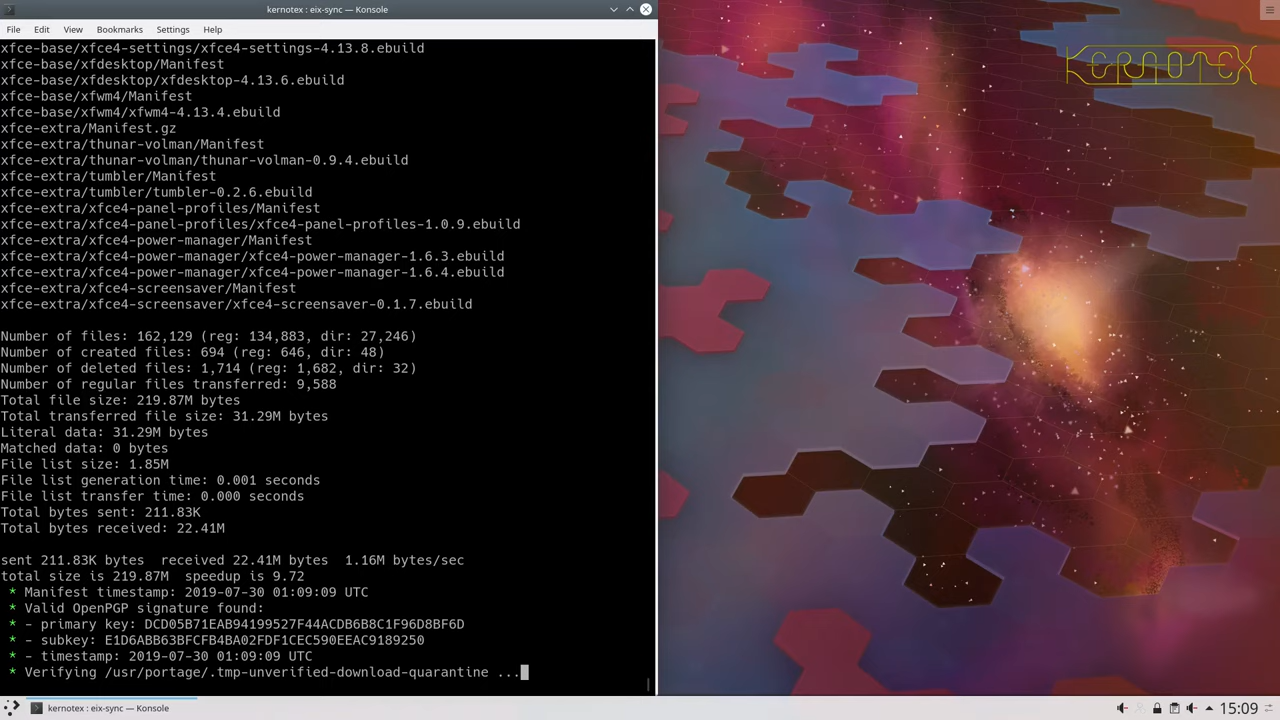 kernotex : eix-sync — Konsole
File Edit View Bookmarks Settings Help
xfce-base/xfce4-settings/xfce4-settings-4.13.8.ebuild
xfce-base/xfdesktop/Manifest
xfce-base/xfdesktop/xfdesktop-4.13.6.ebuild
xfce-base/xfwm4/Manifest
xfce-base/xfwm4/xfwm4-4.13.4.ebuild
xfce-extra/Manifest.gz
xfce-extra/thunar-volman/Manifest
xfce-extra/thunar-volman/thunar-volman-0.9.4.ebuild
xfce-extra/tumbler/Manifest
xfce-extra/tumbler/tumbler-0.2.6.ebuild
xfce-extra/xfce4-panel-profiles/Manifest
xfce-extra/xfce4-panel-profiles/xfce4-panel-profiles-1.0.9.ebuild
xfce-extra/xfce4-power-manager/Manifest
xfce-extra/xfce4-power-manager/xfce4-power-manager-1.6.3.ebuild
xfce-extra/xfce4-power-manager/xfce4-power-manager-1.6.4.ebuild
xfce-extra/xfce4-screensaver/Manifest
xfce-extra/xfce4-screensaver/xfce4-screensaver-0.1.7.ebuild
Number of files: 162,129 (reg: 134,883, dir: 27,246)
Number of created files: 694 (reg: 646, dir: 48)
Number of deleted files: 1,714 (reg: 1,682, dir: 32)
Number of regular files transferred: 9,588
Total file size: 219.87M bytes
Total transferred file size: 31.29M bytes
Literal data: 31.29M bytes
Matched data: 0 bytes
File list size: 1.85M
File list generation time: 0.001 seconds
File list transfer time: 0.000 seconds
Total bytes sent: 211.83K
Total bytes received: 22.41M
sent 211.83K bytes  received 22.41M bytes  1.16M bytes/sec
total size is 219.87M  speedup is 9.72
* Manifest timestamp: 2019-07-30 01:09:09 UTC
* Valid OpenPGP signature found:
* - primary key: DCD05B71EAB94199527F44ACDB6B8C1F96D8BF6D
* - subkey: E1D6ABB63BFCFB4BA02FDF1CEC590EEAC9189250
* - timestamp: 2019-07-30 01:09:09 UTC
* Verifying /usr/portage/.tmp-unverified-download-quarantine ...
KERNOTEX
kernotex : eix-sync — Konsole
15:09